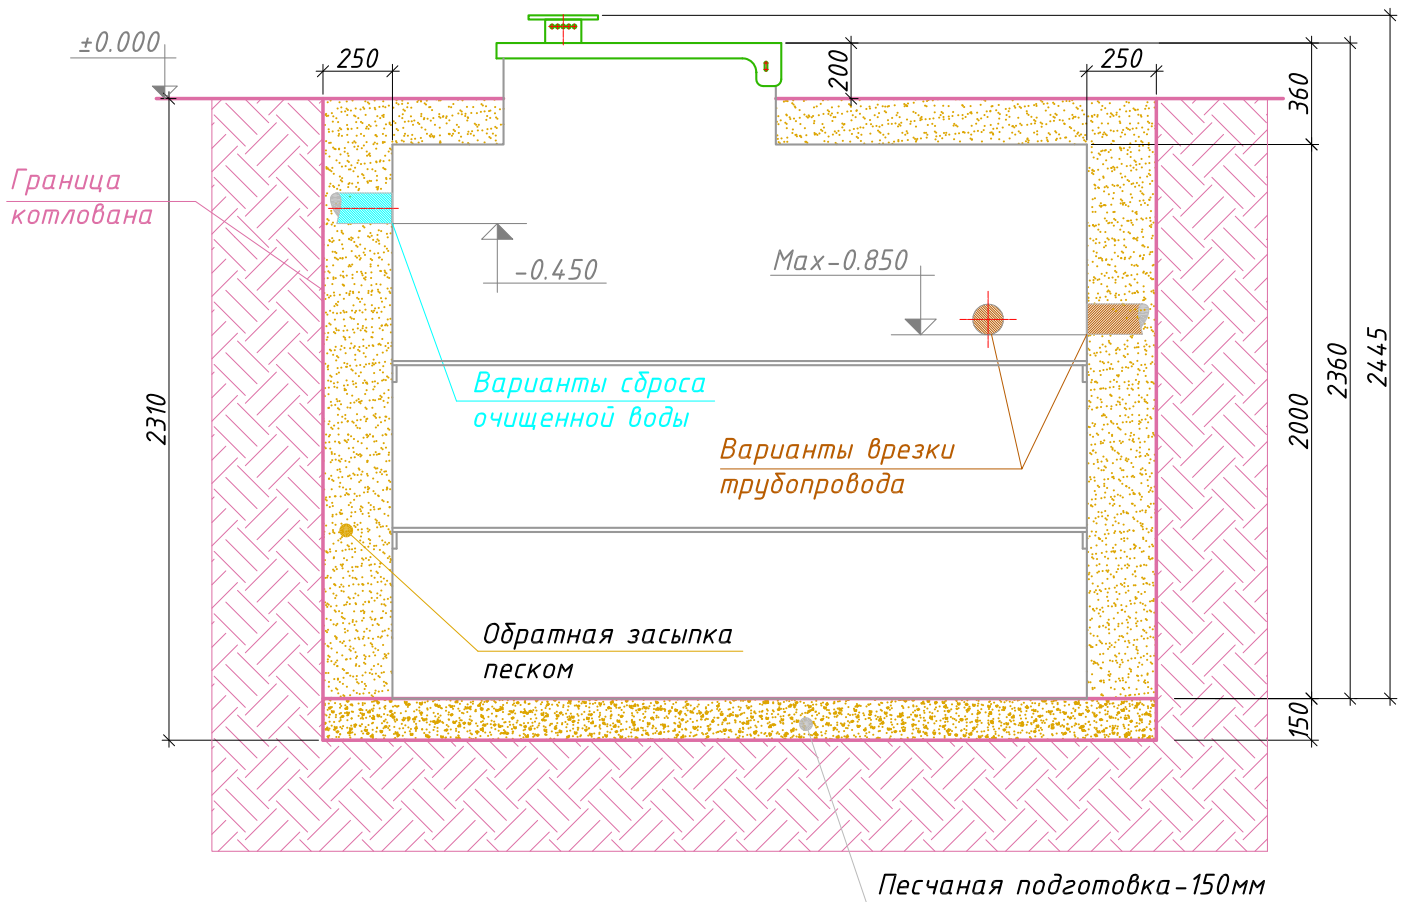 ±0.000
250
200
250
360
Граница
котлована
-0.450
Max-0.850
2310
Варианты сброса
очищенной воды
2000
2360
2445
Варианты врезки
трубопровода
Обратная засыпка
песком
150
Песчаная подготовка-150мм